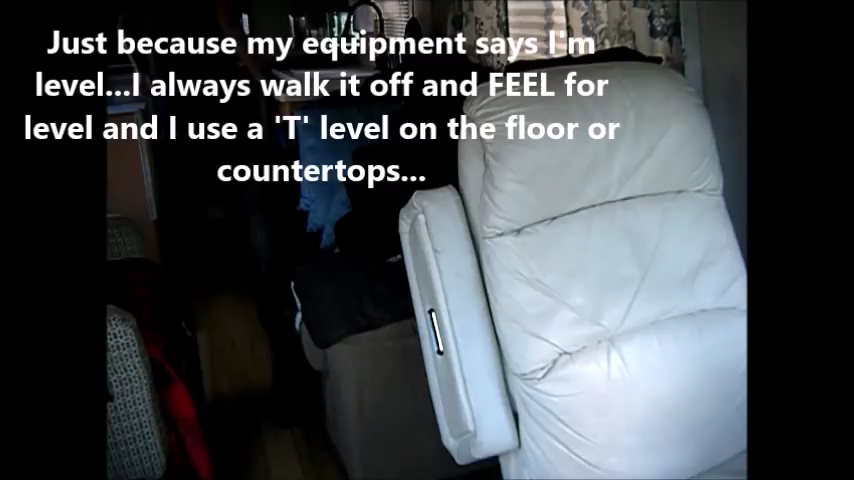 Just because my equipment says I'm
level...I always walk it off and FEEL for
level and I use a 'T' level on the floor or
countertops...